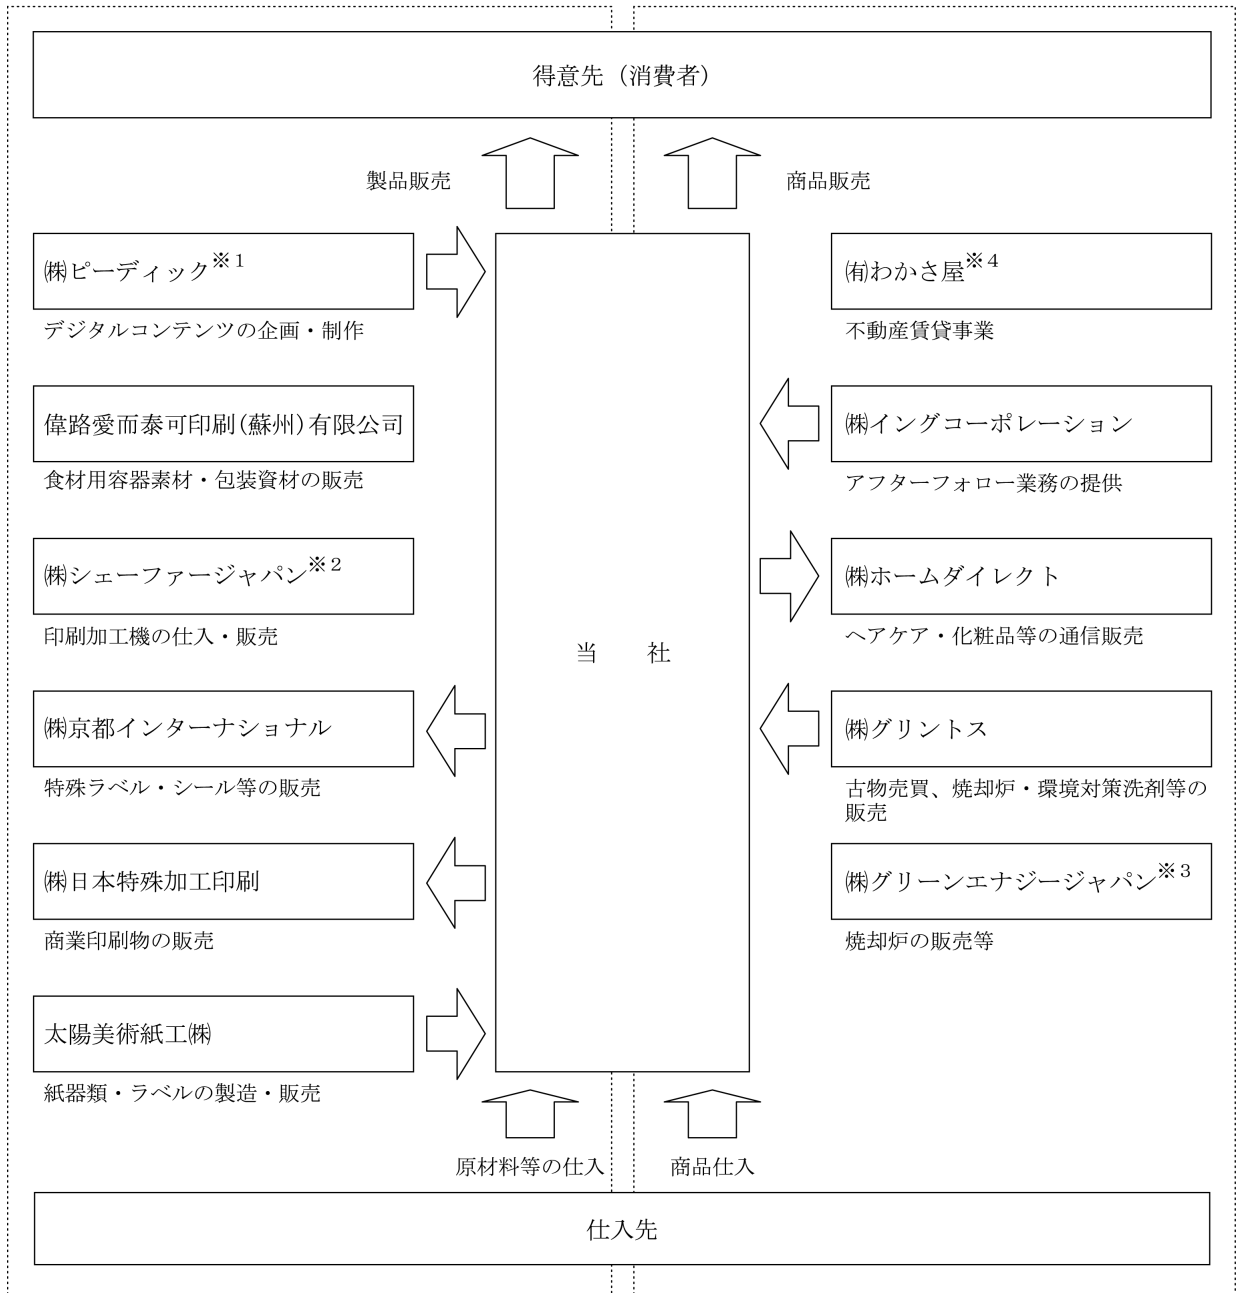 得意先（消費者）
製品販売
商品販売
㈱ピーディック※1
デジタルコンテンツの企画・制作
偉路愛而泰可印刷(蘇州)有限公司
食材用容器素材・包装資材の販売
㈱シェーファージャパン※2
印刷加工機の仕入・販売
㈱京都インターナショナル
特殊ラベル・シール等の販売
㈱日本特殊加工印刷
商業印刷物の販売
太陽美術紙工㈱
紙器類・ラベルの製造・販売
当　　社
㈲わかさ屋※4
不動産賃貸事業
㈱イングコーポレーション
アフターフォロー業務の提供
㈱ホームダイレクト
ヘアケア・化粧品等の通信販売
㈱グリントス
古物売買、焼却炉・環境対策洗剤等の
販売
㈱グリーンエナジージャパン※3
焼却炉の販売等
原材料等の仕入
商品仕入
仕入先